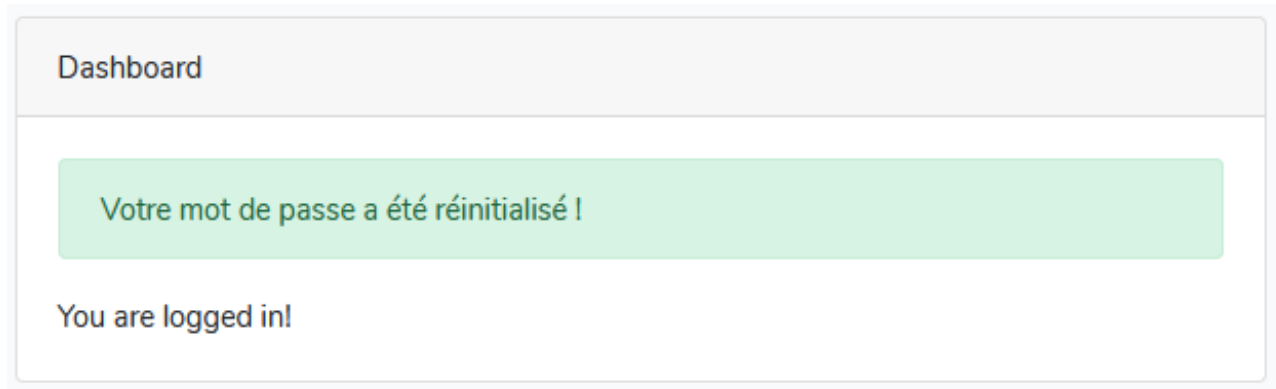 Dashboard
Votre mot de passe a été réinitialisé !
You are logged in!